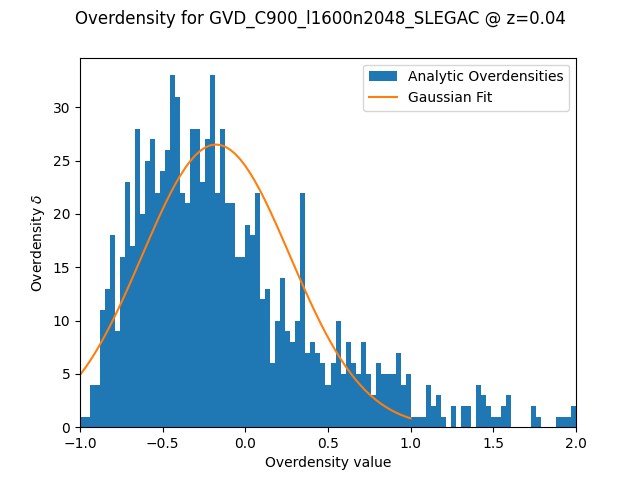 Overdensity for GVD_C900_l1600n2048_SLEGAC @ z=0.04
Analytic Overdensities
Gaussian Fit
Overdensity δ
30
25
20
15
10
5
0
−1.0 −0.5 0.0 0.5 1.0 1.5 2.0
Overdensity value